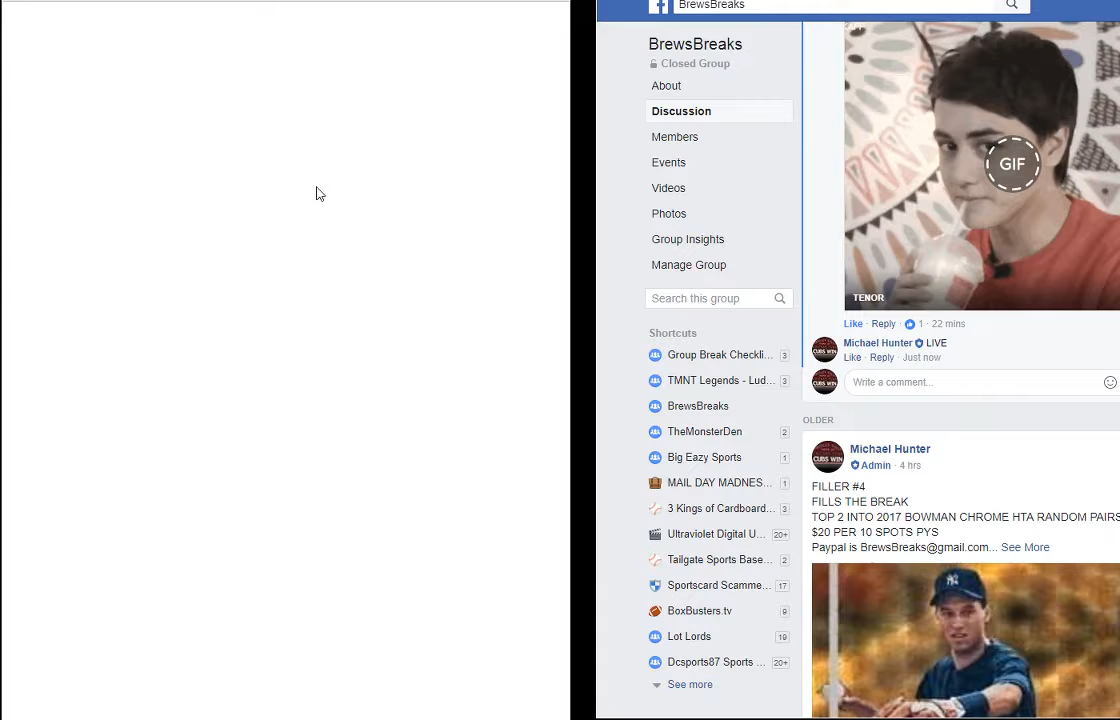 BrewsBreaks
BrewsBreaks
Closed Group
About
Discussion
Members
Events
Videos
Photos
Group Insights
Manage Group
Search this group
Shortcuts
Group Break Checkli... 3
TMNT Legends - Lud... 3
BrewsBreaks
TheMonsterDen 2
Big Eazy Sports 1
MAIL DAY MADNES... 1
3 Kings of Cardboard... 3
Ultraviolet Digital U... 20+
Tailgate Sports Base... 2
Sportscard Scamme... 17
BoxBusters.tv 9
Lot Lords 19
Dcsports87 Sports ... 20+
See more
GIF
TENOR
Like · Reply · 1 · 22 mins
Michael Hunter LIVE
Like · Reply · Just now
Write a comment...
OLDER
Michael Hunter
Admin · 4 hrs
FILLER #4
FILLS THE BREAK
TOP 2 INTO 2017 BOWMAN CHROME HTA RANDOM PAIRS
$20 PER 10 SPOTS PYS
Paypal is BrewsBreaks@gmail.com... See More